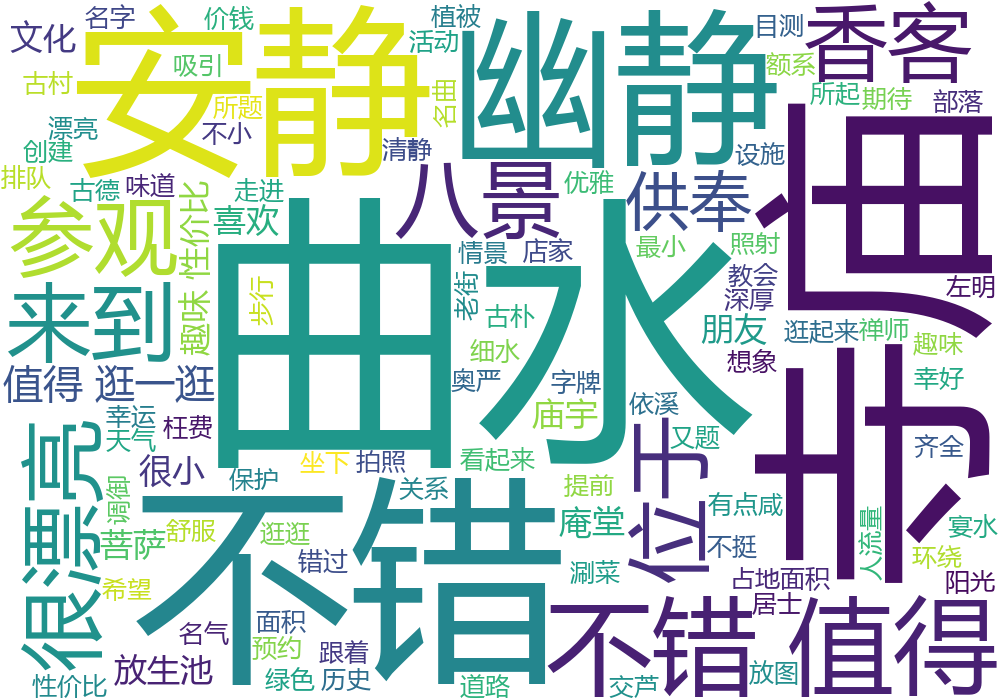 名字
价钱
植被
目测
香客
文化
安静
幽静
活动
吸引
额系
古村
所题
名曲
所起
期待
部落
漂亮
不小
创建
清静
设施
排队
古德
味道
走进
八景
优雅
供奉
寺庙
参观
性价比
喜欢
情景
店家
最小
照射
教会
左明
来到
趣味
步行
曲水
老街
古朴
深厚
朋友
逛起来
禅师
趣味
细水
想象
值得
逛一逛
奥严
字牌
幸好
幸运
枉费
庙宇
依溪
天气
又题
齐全
很漂亮
很小
坐下
拍照
看起来
位于
调御
保护
不错
关系
提前
有点咸
菩萨
舒服
逛逛
庵堂
人流量
宴水
错过
不挺
环绕
希望
涮菜
占地面积
阳光
面积
不错
居士
值得
名气
预约
跟着
放生池
放图
性价比
绿色
历史
道路
交芦